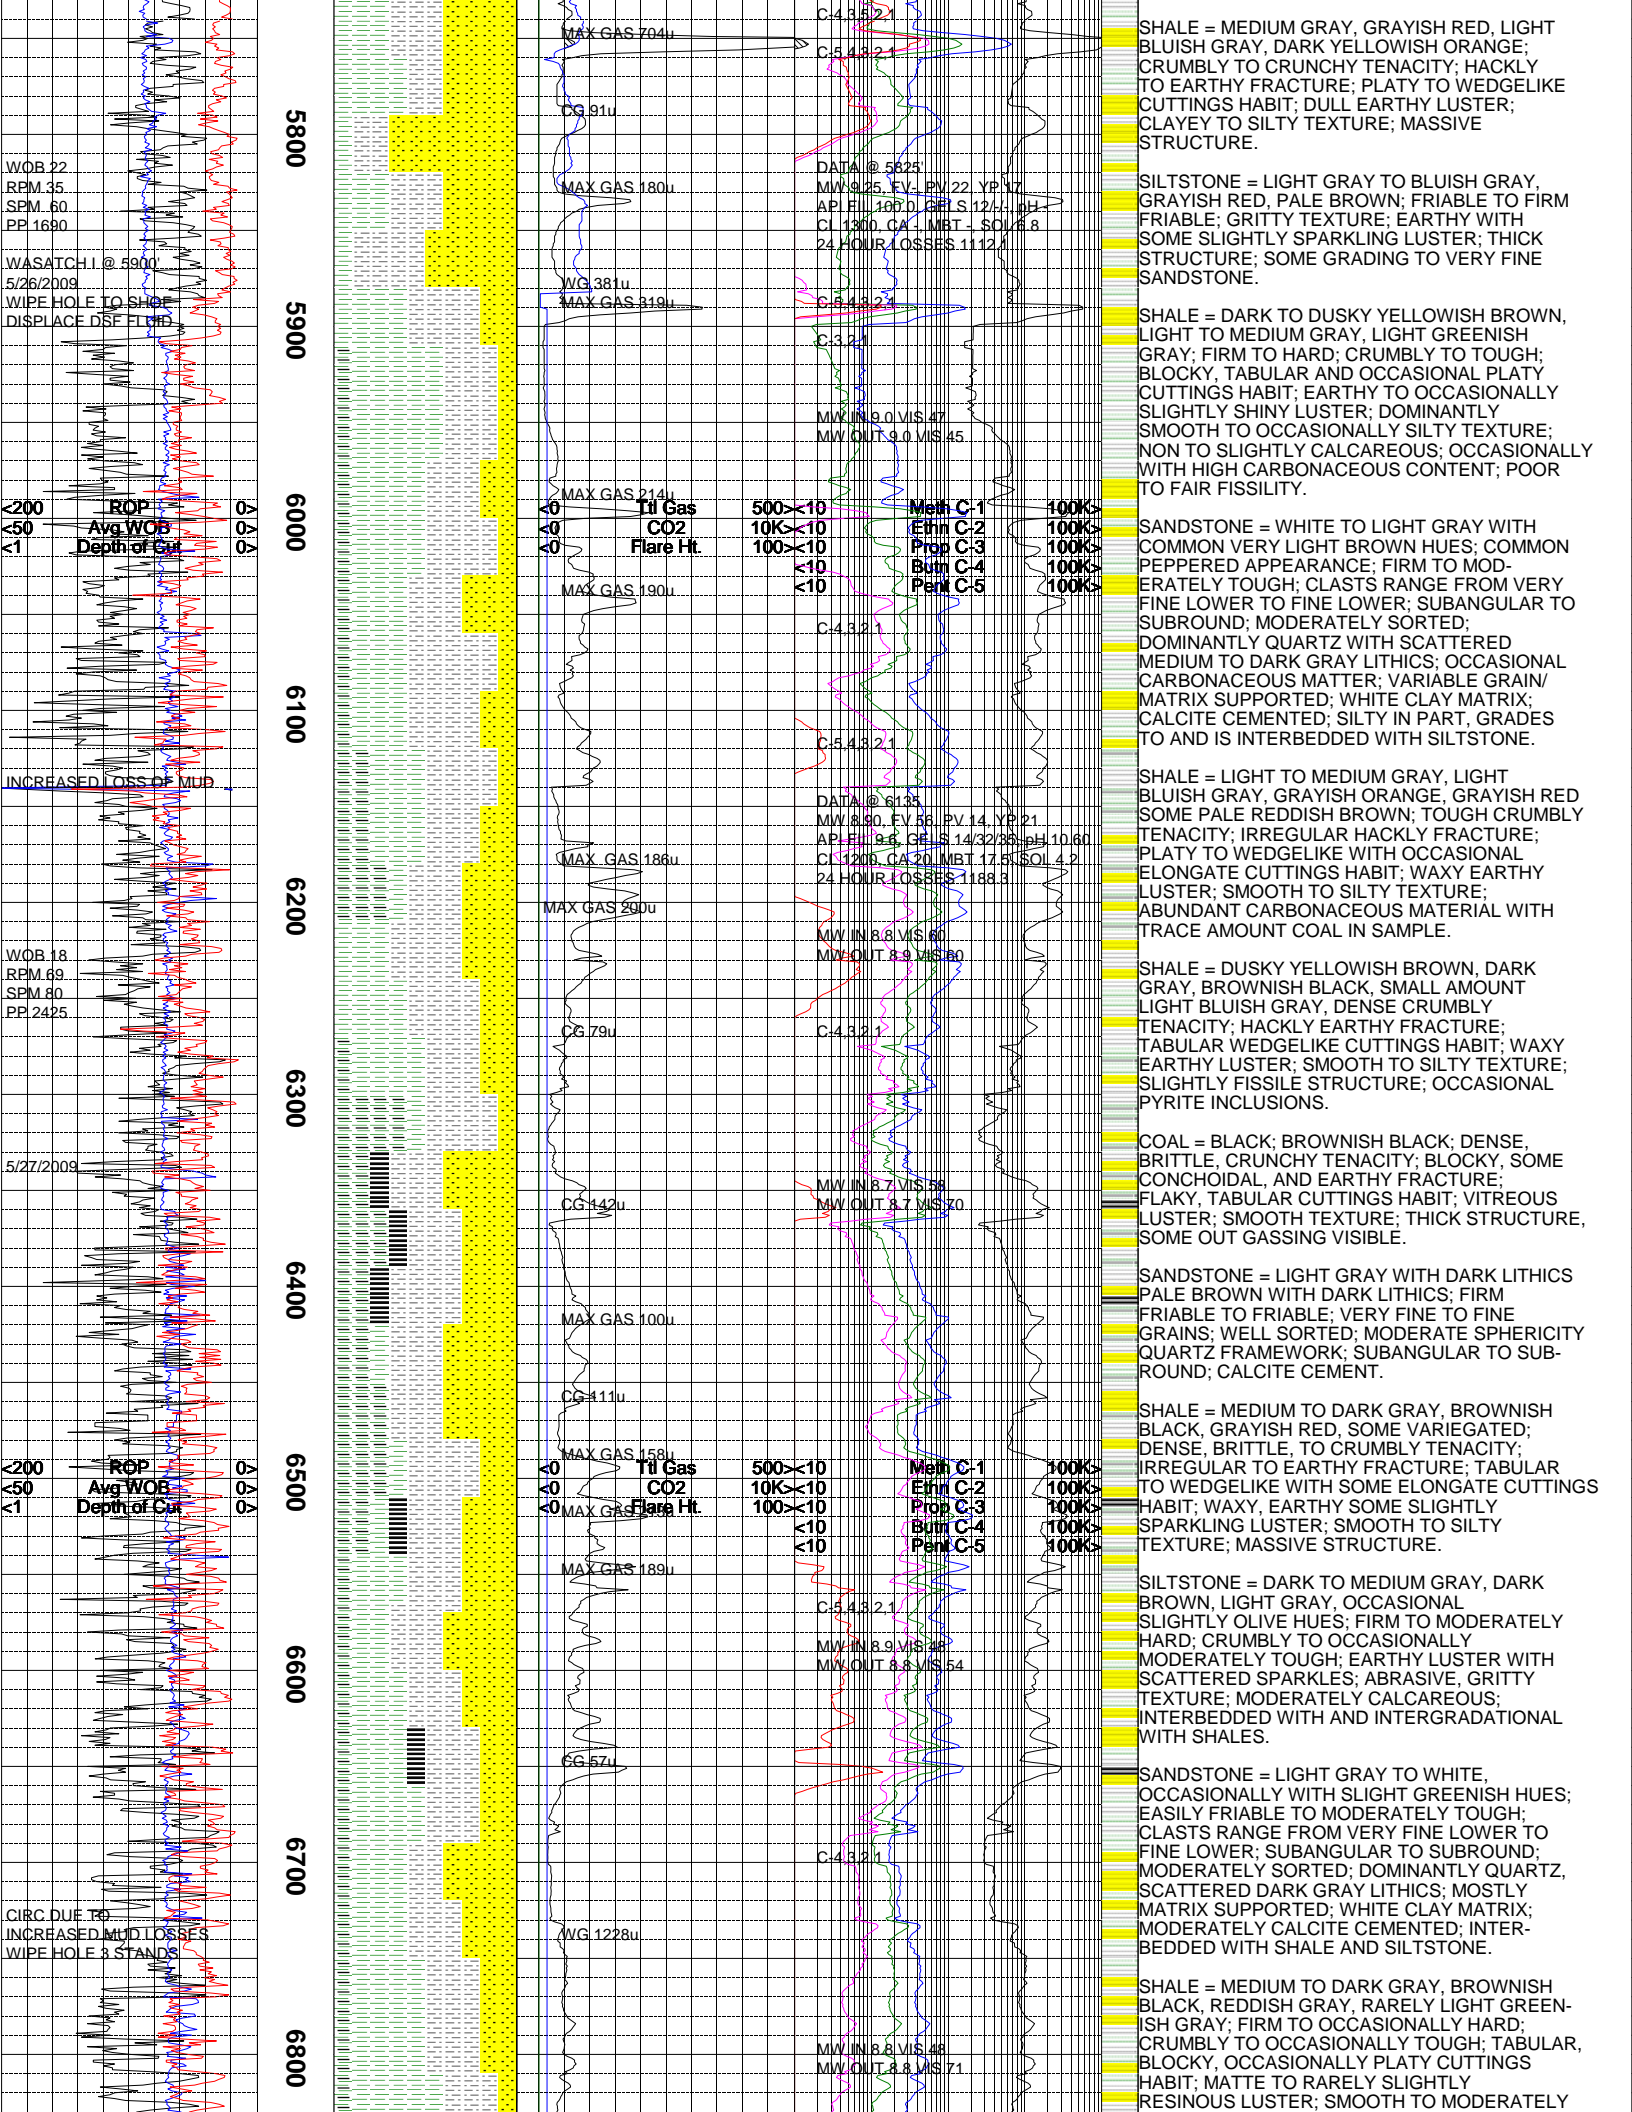 WOB 22
RPM 35
SPM 60
PP 1690
WASATCH I @ 5900'
5/26/2009
WIPE HOLE TO SHOE
DISPLACE DSF FLUID
<200 ROP 0>
<50 Avg WOB 0>
<1 Depth of Cut 0>
INCREASED LOSS OF MUD
WOB 18
RPM 69
SPM 80
PP 2425
5/27/2009
<200 ROP 0>
<50 Avg WOB 0>
<1 Depth of Cut 0>
CIRC DUE TO
INCREASED MUD LOSSES
WIPE HOLE 3 STANDS
5800
5900
6000
6100
6200
6300
6400
6500
6600
6700
6800
MAX GAS 704u
CG 91u
MAX GAS 180u
WG 381u
MAX GAS 319u
MAX GAS 214u
<0 Ttl Gas 500>
<0 CO2 10K>
<0 Flare Ht. 100>
MAX GAS 190u
MAX GAS 186u
MAX GAS 200u
CG 79u
CG 142u
MAX GAS 100u
CG 111u
MAX GAS 158u
<0 Ttl Gas 500>
<0 CO2 10K>
<0 Flare Ht. 100>
MAX GAS
MAX GAS 189u
CG 57u
WG 1228u
C-4,3,5,2,1
C-5,4,3,2,1
DATA @ 5825'
MW 9.25, FV-, PV 22, YP 17
API FIL 100.0, GELS 12/-/-, pH -
CL 1300, CA -, MBT -, SOL 6.8
24 HOUR LOSSES 1112.1
C-5,4,3,2,1
C-3,2,1
MW IN 9.0 VIS 47
MW OUT 9.0 VIS 45
<10 Meth C-1 100K>
<10 Ethn C-2 100K>
<10 Prop C-3 100K>
<10 Butn C-4 100K>
<10 Pent C-5 100K>
C-4,3,2,1
C-5,4,3,2,1
DATA @ 6135
MW 8.90, FV 56, PV 14, YP 21
API FIL 9.6, GELS 14/32/35, pH 10.60
CL 1200, CA 20, MBT 17.5, SOL 4.2
24 HOUR LOSSES 1188.3
MW IN 8.8 VIS 60
MW OUT 8.9 VIS 60
C-4,3,2,1
MW IN 8.7 VIS 58
MW OUT 8.7 VIS 70
<10 Meth C-1 100K>
<10 Ethn C-2 100K>
<10 Prop C-3 100K>
<10 Butn C-4 100K>
<10 Pent C-5 100K>
C-5,4,3,2,1
MW IN 8.9 VIS 48
MW OUT 8.8 VIS 54
C-4,3,2,1
MW IN 8.8 VIS 48
MW OUT 8.8 VIS 71
SHALE = MEDIUM GRAY, GRAYISH RED, LIGHT
BLUISH GRAY, DARK YELLOWISH ORANGE;
CRUMBLY TO CRUNCHY TENACITY; HACKLY
TO EARTHY FRACTURE; PLATY TO WEDGELIKE
CUTTINGS HABIT; DULL EARTHY LUSTER;
CLAYEY TO SILTY TEXTURE; MASSIVE
STRUCTURE.
SILTSTONE = LIGHT GRAY TO BLUISH GRAY,
GRAYISH RED, PALE BROWN; FRIABLE TO FIRM
FRIABLE; GRITTY TEXTURE; EARTHY WITH
SOME SLIGHTLY SPARKLING LUSTER; THICK
STRUCTURE; SOME GRADING TO VERY FINE
SANDSTONE.
SHALE = DARK TO DUSKY YELLOWISH BROWN,
LIGHT TO MEDIUM GRAY, LIGHT GREENISH
GRAY; FIRM TO HARD; CRUMBLY TO TOUGH;
BLOCKY, TABULAR AND OCCASIONAL PLATY
CUTTINGS HABIT; EARTHY TO OCCASIONALLY
SLIGHTLY SHINY LUSTER; DOMINANTLY
SMOOTH TO OCCASIONALLY SILTY TEXTURE;
NON TO SLIGHTLY CALCAREOUS; OCCASIONALLY
WITH HIGH CARBONACEOUS CONTENT; POOR
TO FAIR FISSILITY.
SANDSTONE = WHITE TO LIGHT GRAY WITH
COMMON VERY LIGHT BROWN HUES; COMMON
PEPPERED APPEARANCE; FIRM TO MOD-
ERATELY TOUGH; CLASTS RANGE FROM VERY
FINE LOWER TO FINE LOWER; SUBANGULAR TO
SUBROUND; MODERATELY SORTED;
DOMINANTLY QUARTZ WITH SCATTERED
MEDIUM TO DARK GRAY LITHICS; OCCASIONAL
CARBONACEOUS MATTER; VARIABLE GRAIN/
MATRIX SUPPORTED; WHITE CLAY MATRIX;
CALCITE CEMENTED; SILTY IN PART, GRADES
TO AND IS INTERBEDDED WITH SILTSTONE.
SHALE = LIGHT TO MEDIUM GRAY, LIGHT
BLUISH GRAY, GRAYISH ORANGE, GRAYISH RED
SOME PALE REDDISH BROWN; TOUGH CRUMBLY
TENACITY; IRREGULAR HACKLY FRACTURE;
PLATY TO WEDGELIKE WITH OCCASIONAL
ELONGATE CUTTINGS HABIT; WAXY EARTHY
LUSTER; SMOOTH TO SILTY TEXTURE;
ABUNDANT CARBONACEOUS MATERIAL WITH
TRACE AMOUNT COAL IN SAMPLE.
SHALE = DUSKY YELLOWISH BROWN, DARK
GRAY, BROWNISH BLACK, SMALL AMOUNT
LIGHT BLUISH GRAY, DENSE CRUMBLY
TENACITY; HACKLY EARTHY FRACTURE;
TABULAR WEDGELIKE CUTTINGS HABIT; WAXY
EARTHY LUSTER; SMOOTH TO SILTY TEXTURE;
SLIGHTLY FISSILE STRUCTURE; OCCASIONAL
PYRITE INCLUSIONS.
COAL = BLACK; BROWNISH BLACK; DENSE,
BRITTLE, CRUNCHY TENACITY; BLOCKY, SOME
CONCHOIDAL, AND EARTHY FRACTURE;
FLAKY, TABULAR CUTTINGS HABIT; VITREOUS
LUSTER; SMOOTH TEXTURE; THICK STRUCTURE,
SOME OUT GASSING VISIBLE.
SANDSTONE = LIGHT GRAY WITH DARK LITHICS
PALE BROWN WITH DARK LITHICS; FIRM
FRIABLE TO FRIABLE; VERY FINE TO FINE
GRAINS; WELL SORTED; MODERATE SPHERICITY
QUARTZ FRAMEWORK; SUBANGULAR TO SUB-
ROUND; CALCITE CEMENT.
SHALE = MEDIUM TO DARK GRAY, BROWNISH
BLACK, GRAYISH RED, SOME VARIEGATED;
DENSE, BRITTLE, TO CRUMBLY TENACITY;
IRREGULAR TO EARTHY FRACTURE; TABULAR
TO WEDGELIKE WITH SOME ELONGATE CUTTINGS
HABIT; WAXY, EARTHY SOME SLIGHTLY
SPARKLING LUSTER; SMOOTH TO SILTY
TEXTURE; MASSIVE STRUCTURE.
SILTSTONE = DARK TO MEDIUM GRAY, DARK
BROWN, LIGHT GRAY, OCCASIONAL
SLIGHTLY OLIVE HUES; FIRM TO MODERATELY
HARD; CRUMBLY TO OCCASIONALLY
MODERATELY TOUGH; EARTHY LUSTER WITH
SCATTERED SPARKLES; ABRASIVE, GRITTY
TEXTURE; MODERATELY CALCAREOUS;
INTERBEDDED WITH AND INTERGRADATIONAL
WITH SHALES.
SANDSTONE = LIGHT GRAY TO WHITE,
OCCASIONALLY WITH SLIGHT GREENISH HUES;
EASILY FRIABLE TO MODERATELY TOUGH;
CLASTS RANGE FROM VERY FINE LOWER TO
FINE LOWER; SUBANGULAR TO SUBROUND;
MODERATELY SORTED; DOMINANTLY QUARTZ,
SCATTERED DARK GRAY LITHICS; MOSTLY
MATRIX SUPPORTED; WHITE CLAY MATRIX;
MODERATELY CALCITE CEMENTED; INTER-
BEDDED WITH SHALE AND SILTSTONE.
SHALE = MEDIUM TO DARK GRAY, BROWNISH
BLACK, REDDISH GRAY, RARELY LIGHT GREEN-
ISH GRAY; FIRM TO OCCASIONALLY HARD;
CRUMBLY TO OCCASIONALLY TOUGH; TABULAR,
BLOCKY, OCCASIONALLY PLATY CUTTINGS
HABIT; MATTE TO RARELY SLIGHTLY
RESINOUS LUSTER; SMOOTH TO MODERATELY